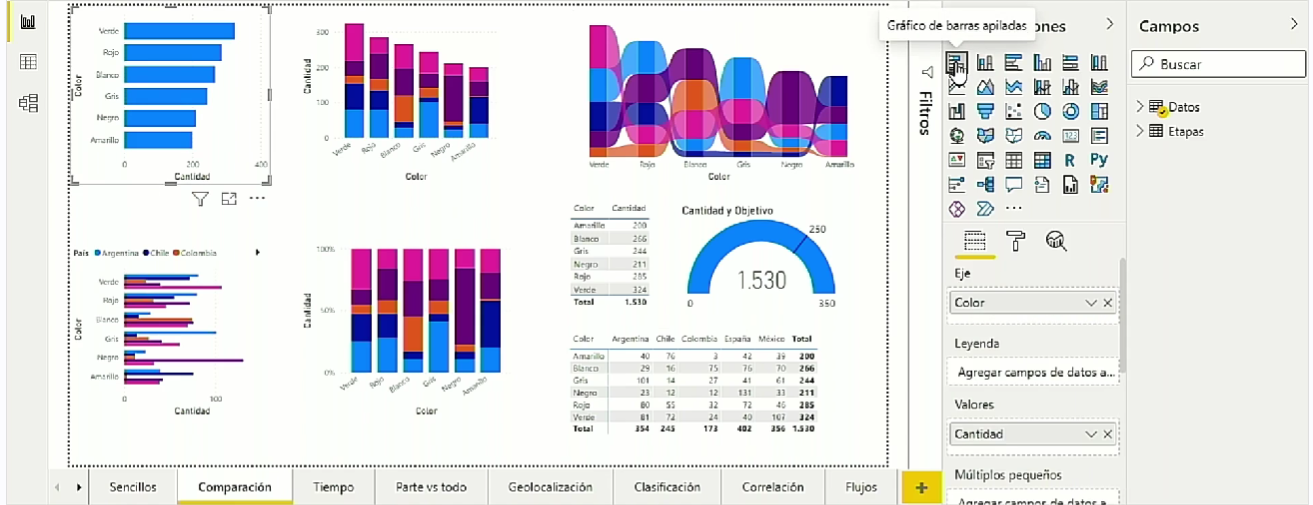 Gráfico de barras apiladas
ones
Campos
Buscar
Datos
Etapas
Filtros
Verde
Rojo
Blanco
Gris
Negro
Amarillo
Color
0 200 400
Cantidad
300
200
100
0
Cantidad
Verde Rojo Blanco Gris Negro Amarillo
Color
Verde Rojo Blanco Gris Negro Amarillo
Color
País Argentina Chile Colombia
Verde
Rojo
Blanco
Gris
Negro
Amarillo
Color
0 100
Cantidad
100%
50%
0%
Cantidad
Verde Rojo Blanco Gris Negro Amarillo
Color
Color Cantidad
Amarillo 200
Blanco 266
Gris 244
Negro 211
Rojo 285
Verde 324
Total 1.530
Cantidad y Objetivo
250
1.530
0 350
Color Argentina Chile Colombia España México Total
Amarillo 40 76 3 42 39 200
Blanco 29 16 75 76 70 266
Gris 101 14 27 41 61 244
Negro 23 12 12 131 33 211
Rojo 80 55 32 72 46 285
Verde 81 72 24 40 107 324
Total 354 245 173 402 356 1.530
123
R Py
Eje
Color
Leyenda
Agregar campos de datos a...
Valores
Cantidad
Múltiplos pequeños
Agregar campos de datos a
Sencillos Comparación Tiempo Parte vs todo Geolocalización Clasificación Correlación Flujos +